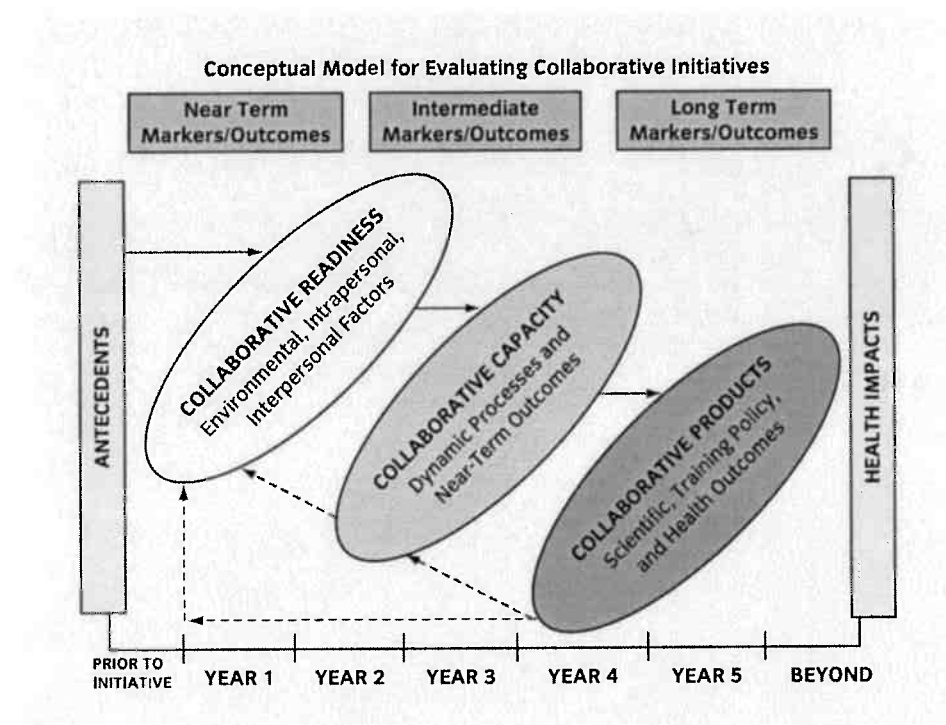 Conceptual Model for Evaluating Collaborative Initiatives
Near Term
Markers/Outcomes
Intermediate
Markers/Outcomes
Long Term
Markers/Outcomes
ANTECEDENTS
COLLABORATIVE READINESS
Environmental, Intrapersonal,
Interpersonal Factors
COLLABORATIVE CAPACITY
Dynamic Processes and
Near-Term Outcomes
COLLABORATIVE PRODUCTS
Scientific, Training Policy,
and Health Outcomes
HEALTH IMPACTS
PRIOR TO
INITIATIVE
YEAR 1
YEAR 2
YEAR 3
YEAR 4
YEAR 5
BEYOND